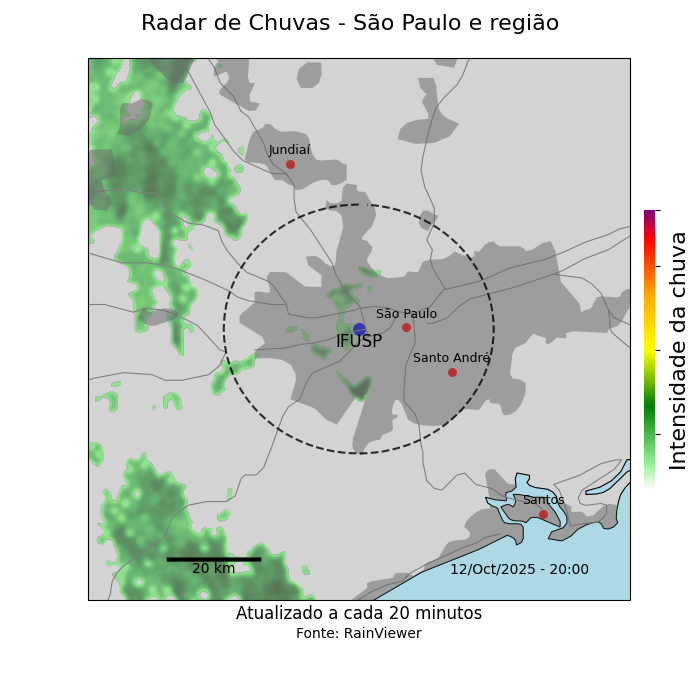 Radar de Chuvas - São Paulo e região
Jundiaí
São Paulo
IFUSP
Santo André
Santos
20 km
12/Oct/2025 - 20:00
Intensidade da chuva
Atualizado a cada 20 minutos
Fonte: RainViewer